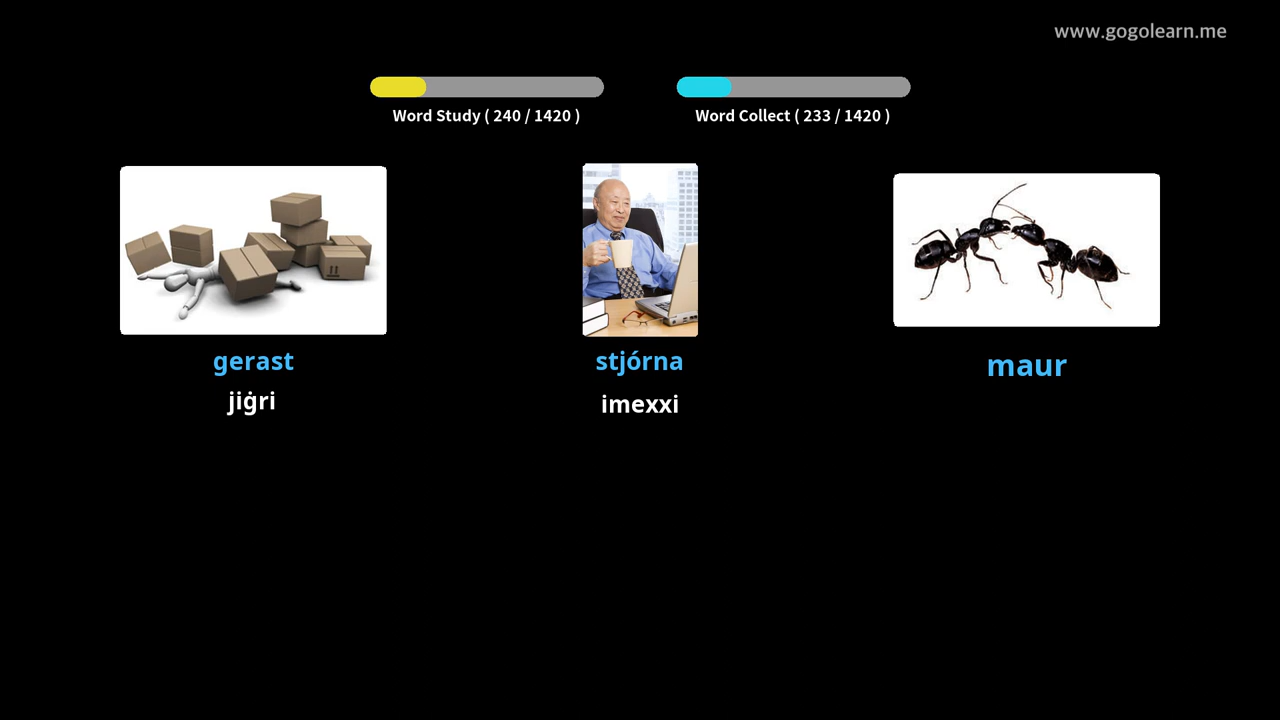 www.gogolearn.me
Word Study ( 240 / 1420 )
Word Collect ( 233 / 1420 )
gerast
jiġri
stjórna
imexxi
maur